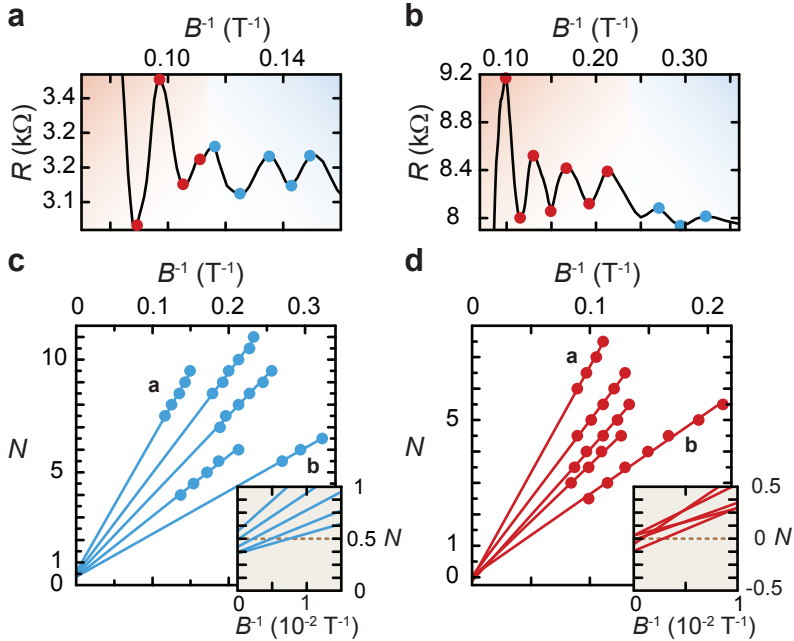 a
B⁻¹ (T⁻¹)
0.10 0.14
3.4
3.2
3.2
3.1
R (kΩ)
b
B⁻¹ (T⁻¹)
0.10 0.20 0.30
9.2
8.8
8.4
8
R (kΩ)
c
B⁻¹ (T⁻¹)
0 0.1 0.2 0.3
10
5
1
0
N
a
b
1
0.5 N
0
0 1
B⁻¹ (10⁻² T⁻¹)
d
B⁻¹ (T⁻¹)
0 0.1 0.2
5
1
0
N
a
b
0.5
0 N
-0.5
0 1
B⁻¹ (10⁻² T⁻¹)